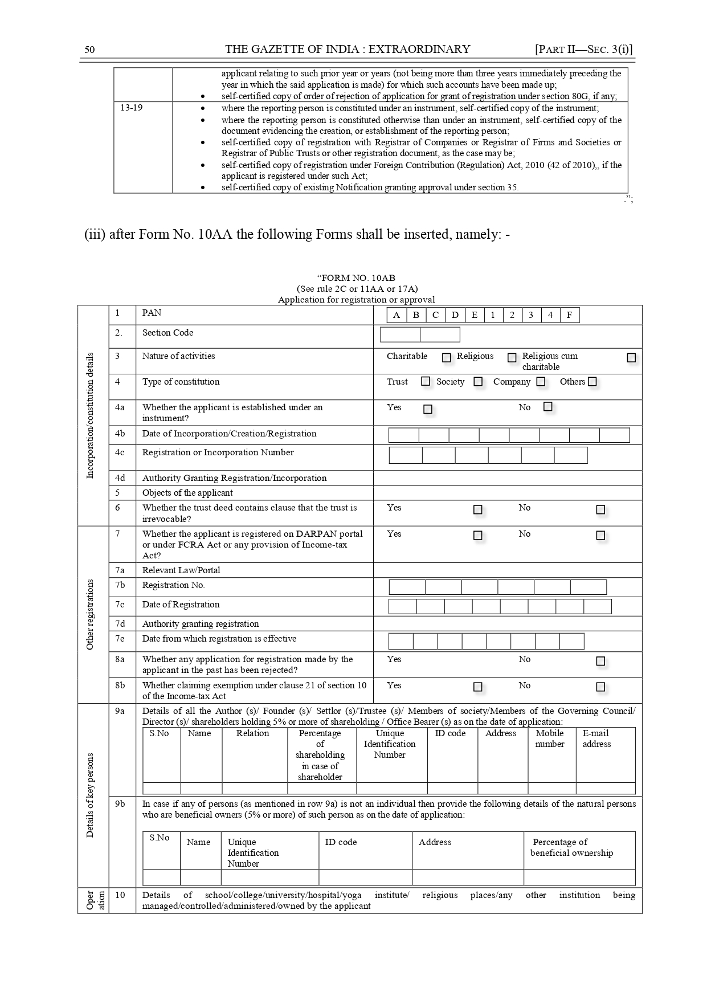 50 THE GAZETTE OF INDIA : EXTRAORDINARY [PART II—SEC. 3(i)]
applicant relating to such prior year or years (not being more than three years immediately preceding the
year in which the said application is made) for which such accounts have been made up;
• self-certified copy of order of rejection of application for grant of registration under section 80G, if any;
13-19 • where the reporting person is constituted under an instrument, self-certified copy of the instrument;
• where the reporting person is constituted otherwise than under an instrument, self-certified copy of the
document evidencing the creation, or establishment of the reporting person;
• self-certified copy of registration with Registrar of Companies or Registrar of Firms and Societies or
Registrar of Public Trusts or other registration document, as the case may be;
• self-certified copy of registration under Foreign Contribution (Regulation) Act, 2010 (42 of 2010),, if the
applicant is registered under such Act;
• self-certified copy of existing Notification granting approval under section 35.
.”;
(iii) after Form No. 10AA the following Forms shall be inserted, namely: -
“FORM NO. 10AB
(See rule 2C or 11AA or 17A)
Application for registration or approval
Incorporation/constitution details
1 PAN A B C D E 1 2 3 4 F
2. Section Code
3 Nature of activities Charitable Religious Religious cum
charitable
4 Type of constitution Trust Society Company Others
4a Whether the applicant is established under an Yes No
instrument?
4b Date of Incorporation/Creation/Registration
4c Registration or Incorporation Number
4d Authority Granting Registration/Incorporation
5 Objects of the applicant
6 Whether the trust deed contains clause that the trust is Yes No
irrevocable?
Other registrations
7 Whether the applicant is registered on DARPAN portal Yes No
or under FCRA Act or any provision of Income-tax
Act?
7a Relevant Law/Portal
7b Registration No.
7c Date of Registration
7d Authority granting registration
7e Date from which registration is effective
8a Whether any application for registration made by the Yes No
applicant in the past has been rejected?
8b Whether claiming exemption under clause 21 of section 10 Yes No
of the Income-tax Act
Details of key persons
9a Details of all the Author (s)/ Founder (s)/ Settlor (s)/Trustee (s)/ Members of society/Members of the Governing Council/
Director (s)/ shareholders holding 5% or more of shareholding / Office Bearer (s) as on the date of application:
S.No Name Relation Percentage Unique ID code Address Mobile E-mail
of Identification number address
shareholding Number
in case of
shareholder
9b In case if any of persons (as mentioned in row 9a) is not an individual then provide the following details of the natural persons
who are beneficial owners (5% or more) of such person as on the date of application:
S.No Name Unique ID code Address Percentage of
Identification beneficial ownership
Number
Oper
ation
10 Details of school/college/university/hospital/yoga institute/ religious places/any other institution being
managed/controlled/administered/owned by the applicant